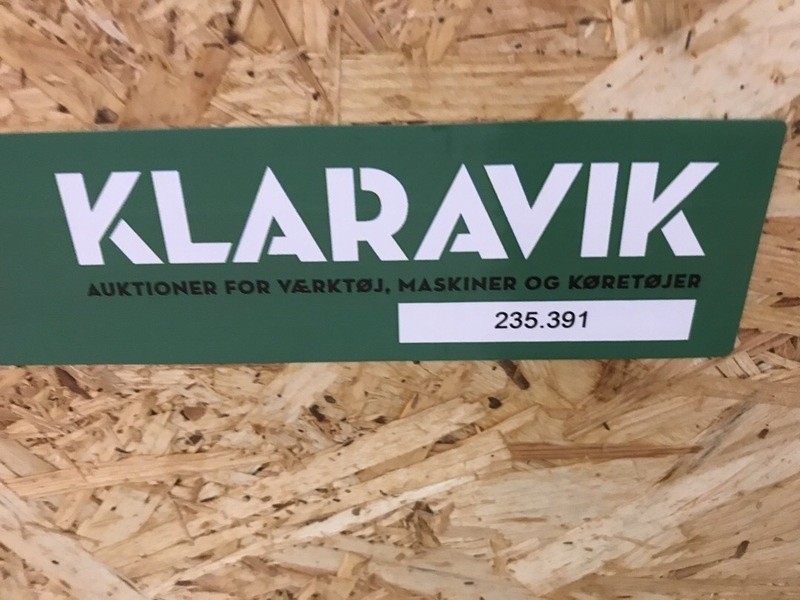 KLARAVIK
AUKTIONER FOR VÆRKTØJ, MASKINER OG KØRETØJER
235.391